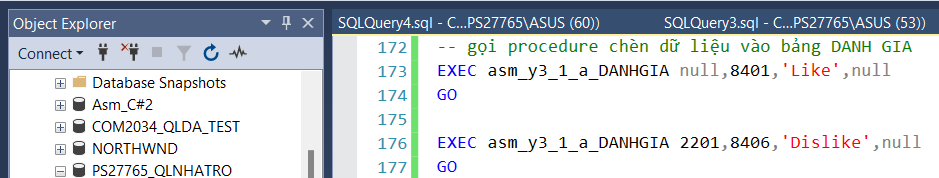 Object Explorer
Connect
Database Snapshots
Asm_C#2
COM2034_QLDA_TEST
NORTHWND
PS27765_QLNHATRO
SQLQuery4.sql - C...PS27765\ASUS (60))
SQLQuery3.sql - C...PS27765\ASUS (53))
172 -- gọi procedure chèn dữ liệu vào bảng DANH GIA
173 EXEC asm_y3_1_a_DANHGIA null,8401,'Like',null
174 GO
175
176 EXEC asm_y3_1_a_DANHGIA 2201,8406,'Dislike',null
177 GO